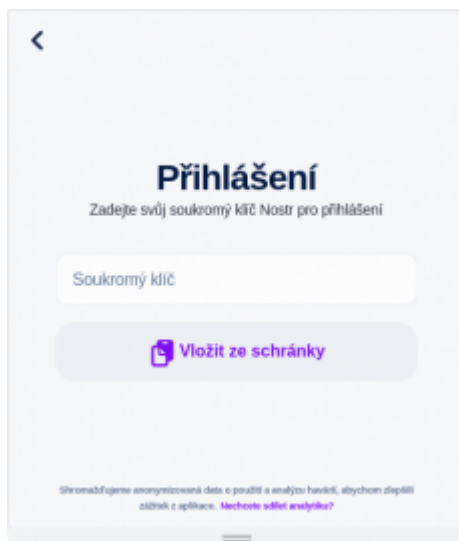 Přihlášení
Zadejte svůj soukromý klíč Nostr pro přihlášení
Soukromý klíč
Vložit ze schránky
Shromažďujeme anonymizovaná data o použití a analýzu havárií, abychom zlepšili
zážitek z aplikace. Nechcete sdílet analytiku?